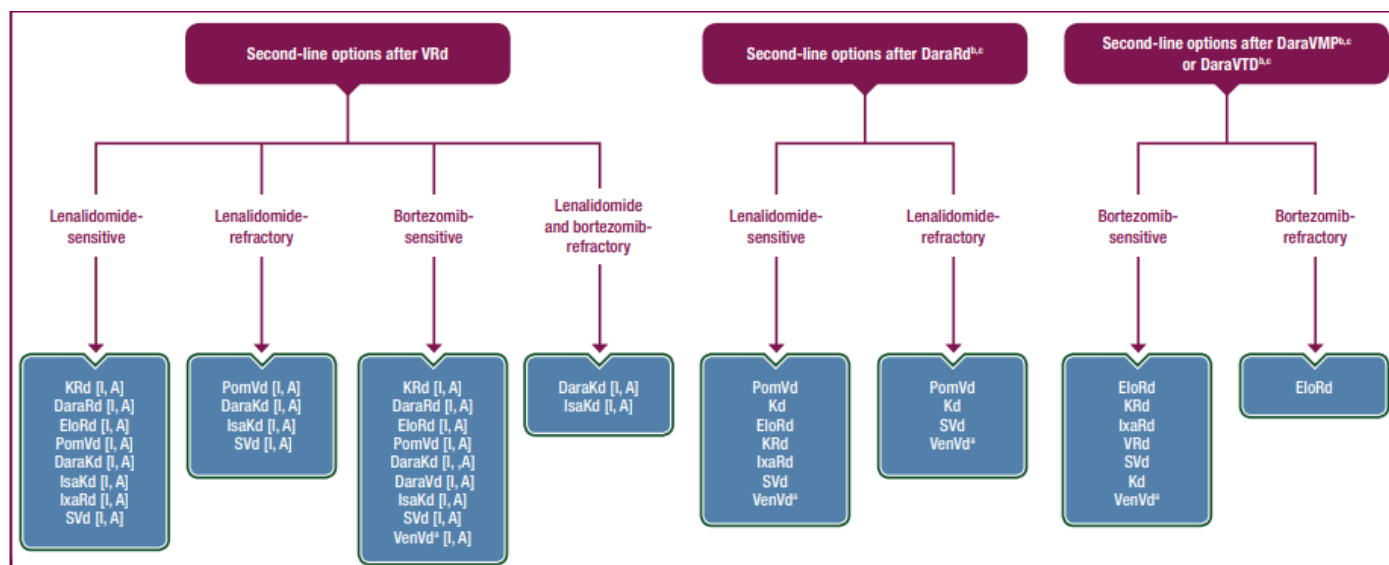 Second-line options after VRd
Second-line options after DaraRdᵇ,ᶜ
Second-line options after DaraVMPᵇ,ᶜ
or DaraVTDᵇ,ᶜ
Lenalidomide-
sensitive
Lenalidomide-
refractory
Bortezomib-
sensitive
Lenalidomide
and bortezomib-
refractory
Lenalidomide-
sensitive
Lenalidomide-
refractory
Bortezomib-
sensitive
Bortezomib-
refractory
KRd [I, A]
DaraRd [I, A]
EloRd [I, A]
PomVd [I, A]
DaraKd [I, A]
IsaKd [I, A]
IxaRd [I, A]
SVd [I, A]
PomVd [I, A]
DaraKd [I, A]
IsaKd [I, A]
SVd [I, A]
KRd [I, A]
DaraRd [I, A]
EloRd [I, A]
PomVd [I, A]
DaraKd [I, ,A]
DaraVd [I, A]
IsaKd [I, A]
SVd [I, A]
VenVdᵃ [I, A]
DaraKd [I, A]
IsaKd [I, A]
PomVd
Kd
EloRd
KRd
IxaRd
SVd
VenVdᵃ
PomVd
Kd
SVd
VenVdᵃ
EloRd
KRd
IxaRd
VRd
SVd
Kd
VenVdᵃ
EloRd